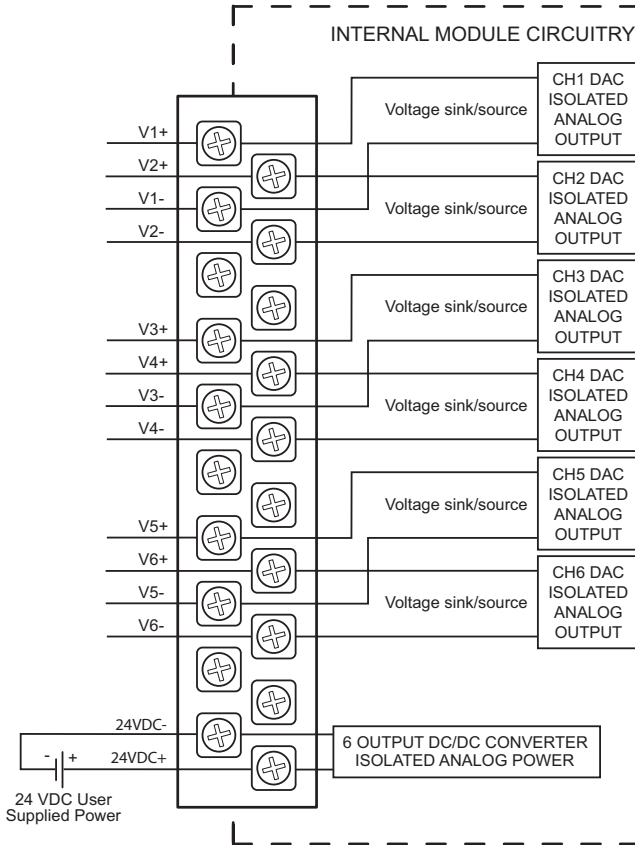 INTERNAL MODULE CIRCUITRY
CH1 DAC
ISOLATED
ANALOG
OUTPUT
Voltage sink/source
V1+
V2+
V1-
V2-
CH2 DAC
ISOLATED
ANALOG
OUTPUT
Voltage sink/source
CH3 DAC
ISOLATED
ANALOG
OUTPUT
Voltage sink/source
V3+
V4+
V3-
V4-
CH4 DAC
ISOLATED
ANALOG
OUTPUT
Voltage sink/source
CH5 DAC
ISOLATED
ANALOG
OUTPUT
Voltage sink/source
V5+
V6+
V5-
V6-
CH6 DAC
ISOLATED
ANALOG
OUTPUT
Voltage sink/source
24VDC-
24VDC+
- +
24 VDC User
Supplied Power
6 OUTPUT DC/DC CONVERTER
ISOLATED ANALOG POWER